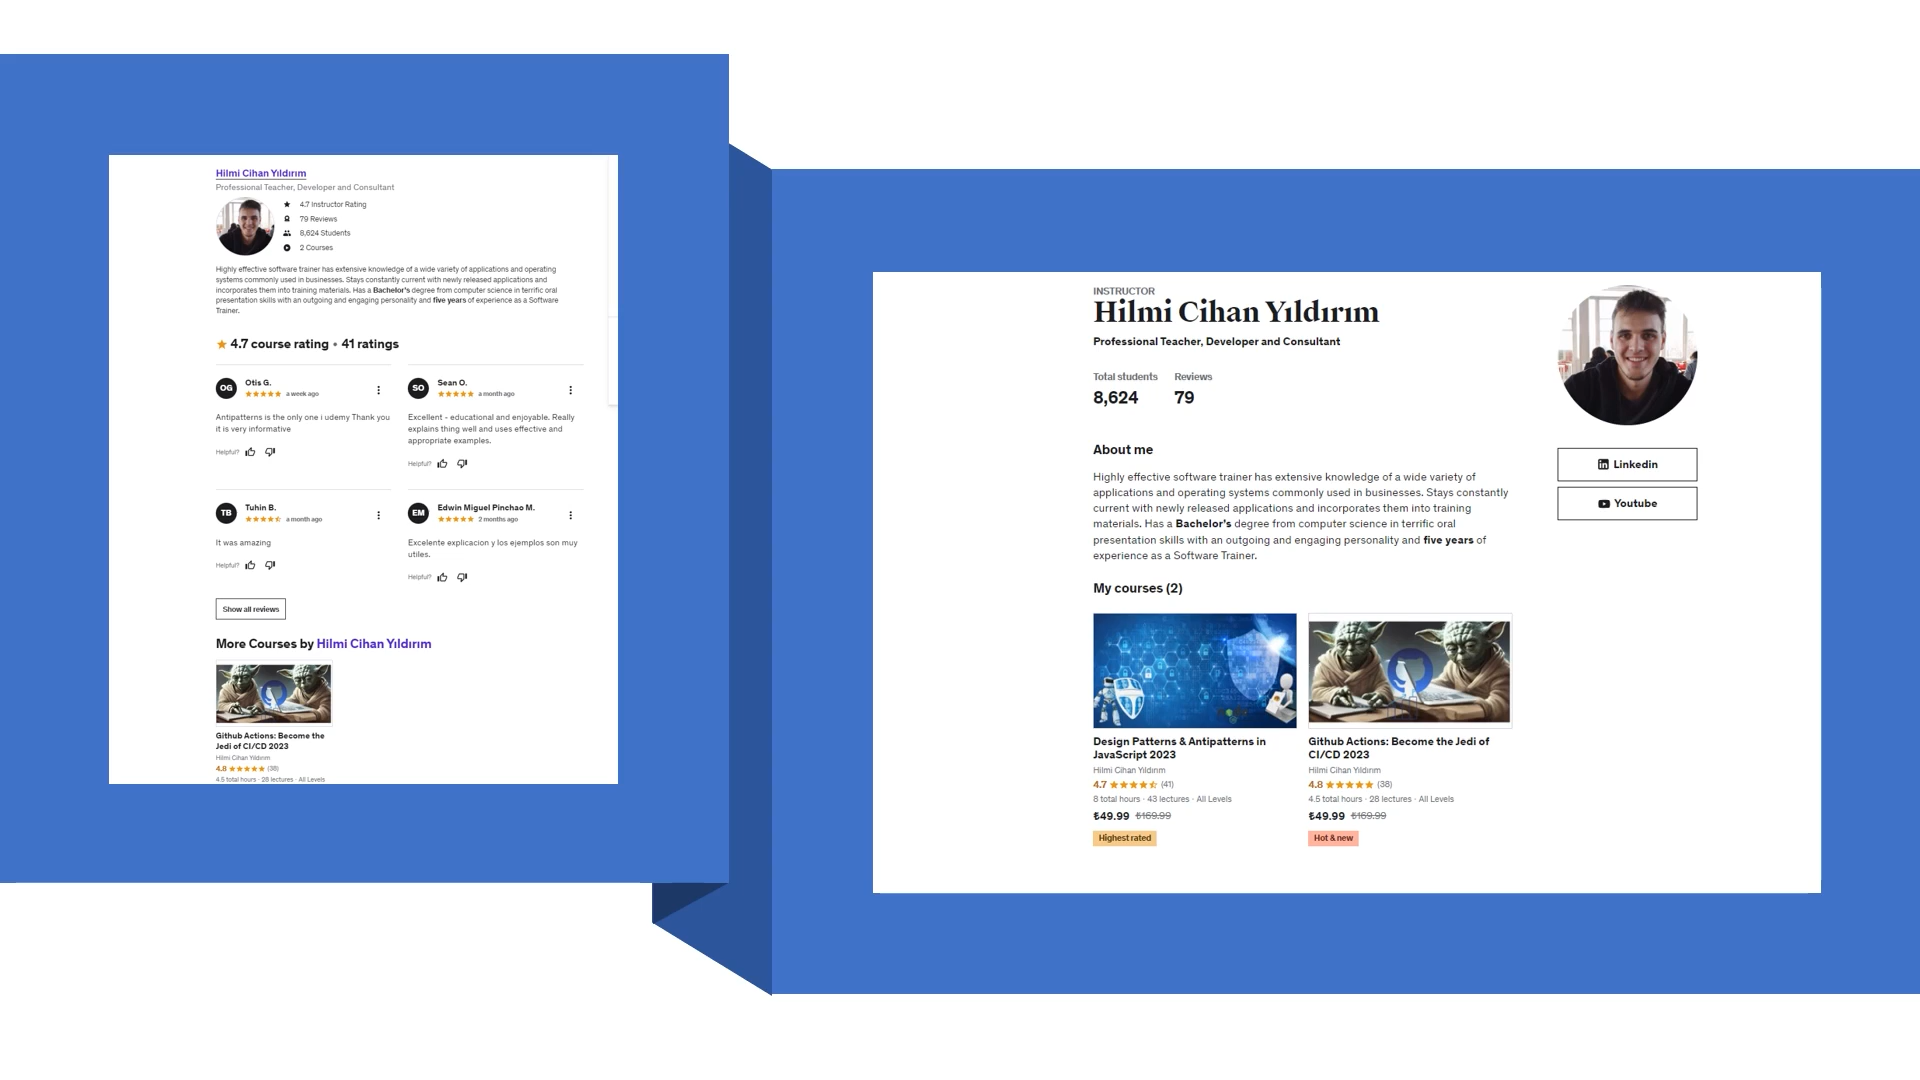 Hilmi Cihan Yıldırım
Professional Teacher, Developer and Consultant
4.7 Instructor Rating
79 Reviews
8,624 Students
2 Courses
Highly effective software trainer has extensive knowledge of a wide variety of applications and operating
systems commonly used in businesses. Stays constantly current with newly released applications and
incorporates them into training materials. Has a Bachelor's degree from computer science in terrific oral
presentation skills with an outgoing and engaging personality and five years of experience as a Software
Trainer.
4.7 course rating • 41 ratings
OG
Otis G.
a week ago
Antipatterns is the only one i udemy Thank you
it is very informative
Helpful?
SO
Sean O.
a month ago
Excellent - educational and enjoyable. Really
explains thing well and uses effective and
appropriate examples.
Helpful?
TB
Tuhin B.
a month ago
It was amazing
Helpful?
EM
Edwin Miguel Pinchao M.
2 months ago
Excelente explicacion y los ejemplos son muy
utiles.
Helpful?
Show all reviews
More Courses by Hilmi Cihan Yıldırım
Github Actions: Become the
Jedi of CI/CD 2023
Hilmi Cihan Yıldırım
4.8 (38)
4.5 total hours · 28 lectures · All Levels
INSTRUCTOR
Hilmi Cihan Yıldırım
Professional Teacher, Developer and Consultant
Total students Reviews
8,624 79
About me
Highly effective software trainer has extensive knowledge of a wide variety of
applications and operating systems commonly used in businesses. Stays constantly
current with newly released applications and incorporates them into training
materials. Has a Bachelor's degree from computer science in terrific oral
presentation skills with an outgoing and engaging personality and five years of
experience as a Software Trainer.
Linkedin
Youtube
My courses (2)
Design Patterns & Antipatterns in
JavaScript 2023
Hilmi Cihan Yıldırım
4.7 (41)
8 total hours · 43 lectures · All Levels
₺49.99 ₺169.99
Highest rated
Github Actions: Become the Jedi of
CI/CD 2023
Hilmi Cihan Yıldırım
4.8 (38)
4.5 total hours · 28 lectures · All Levels
₺49.99 ₺169.99
Hot & new